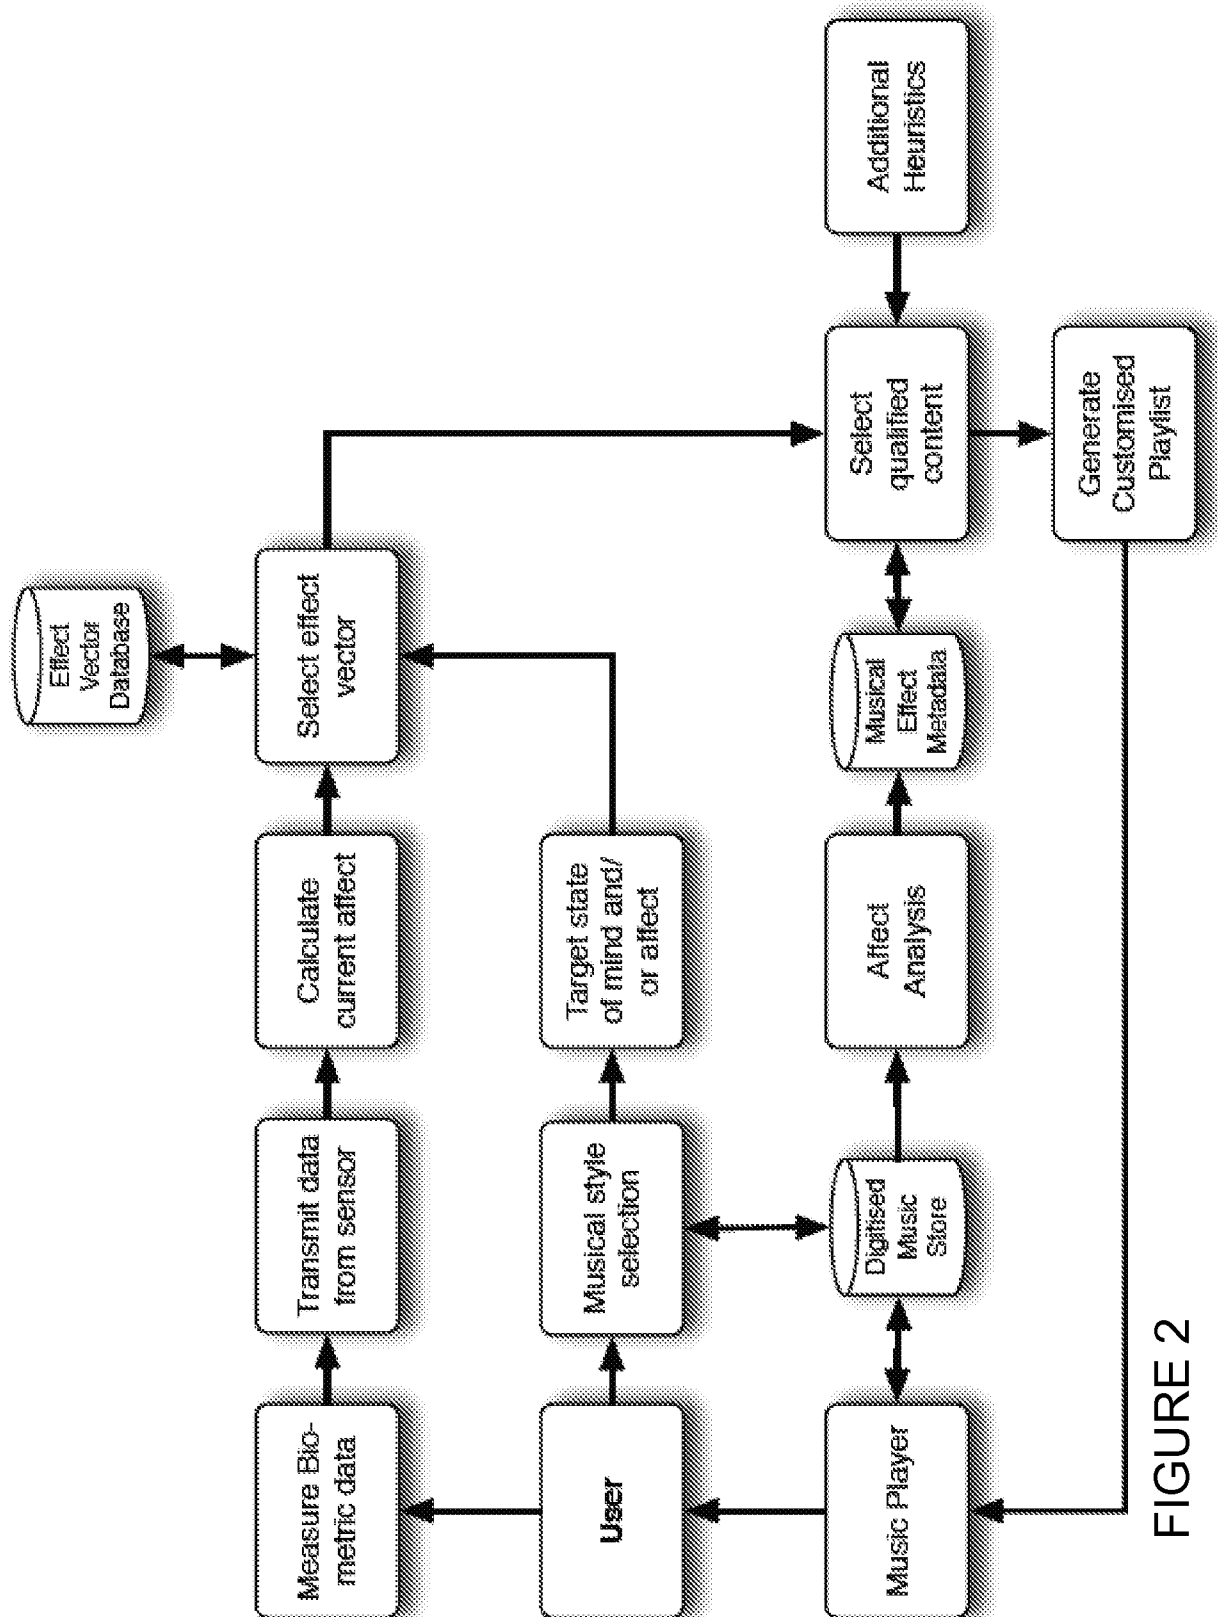 Effect
Vector
Database
Measure Bio-
metric data
Transmit data
from sensor
Calculate
current affect
Select effect
vector
User
Musical style
selection
Target state
of mind and/
or affect
Music Player
Digitised
Music
Store
Affect
Analysis
Musical
Effect
Metadata
Select
qualified
content
Additional
Heuristics
Generate
Customised
Playlist
FIGURE 2